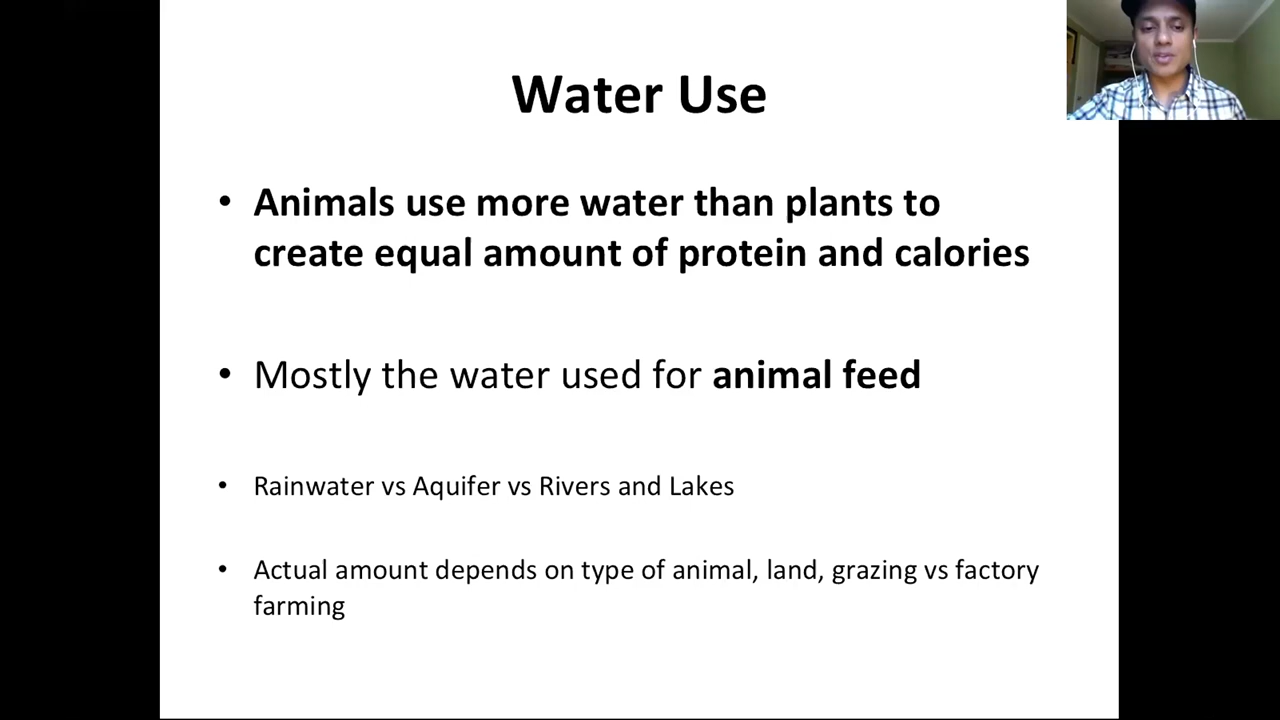 Water Use
• Animals use more water than plants to
create equal amount of protein and calories
• Mostly the water used for animal feed
• Rainwater vs Aquifer vs Rivers and Lakes
• Actual amount depends on type of animal, land, grazing vs factory
farming